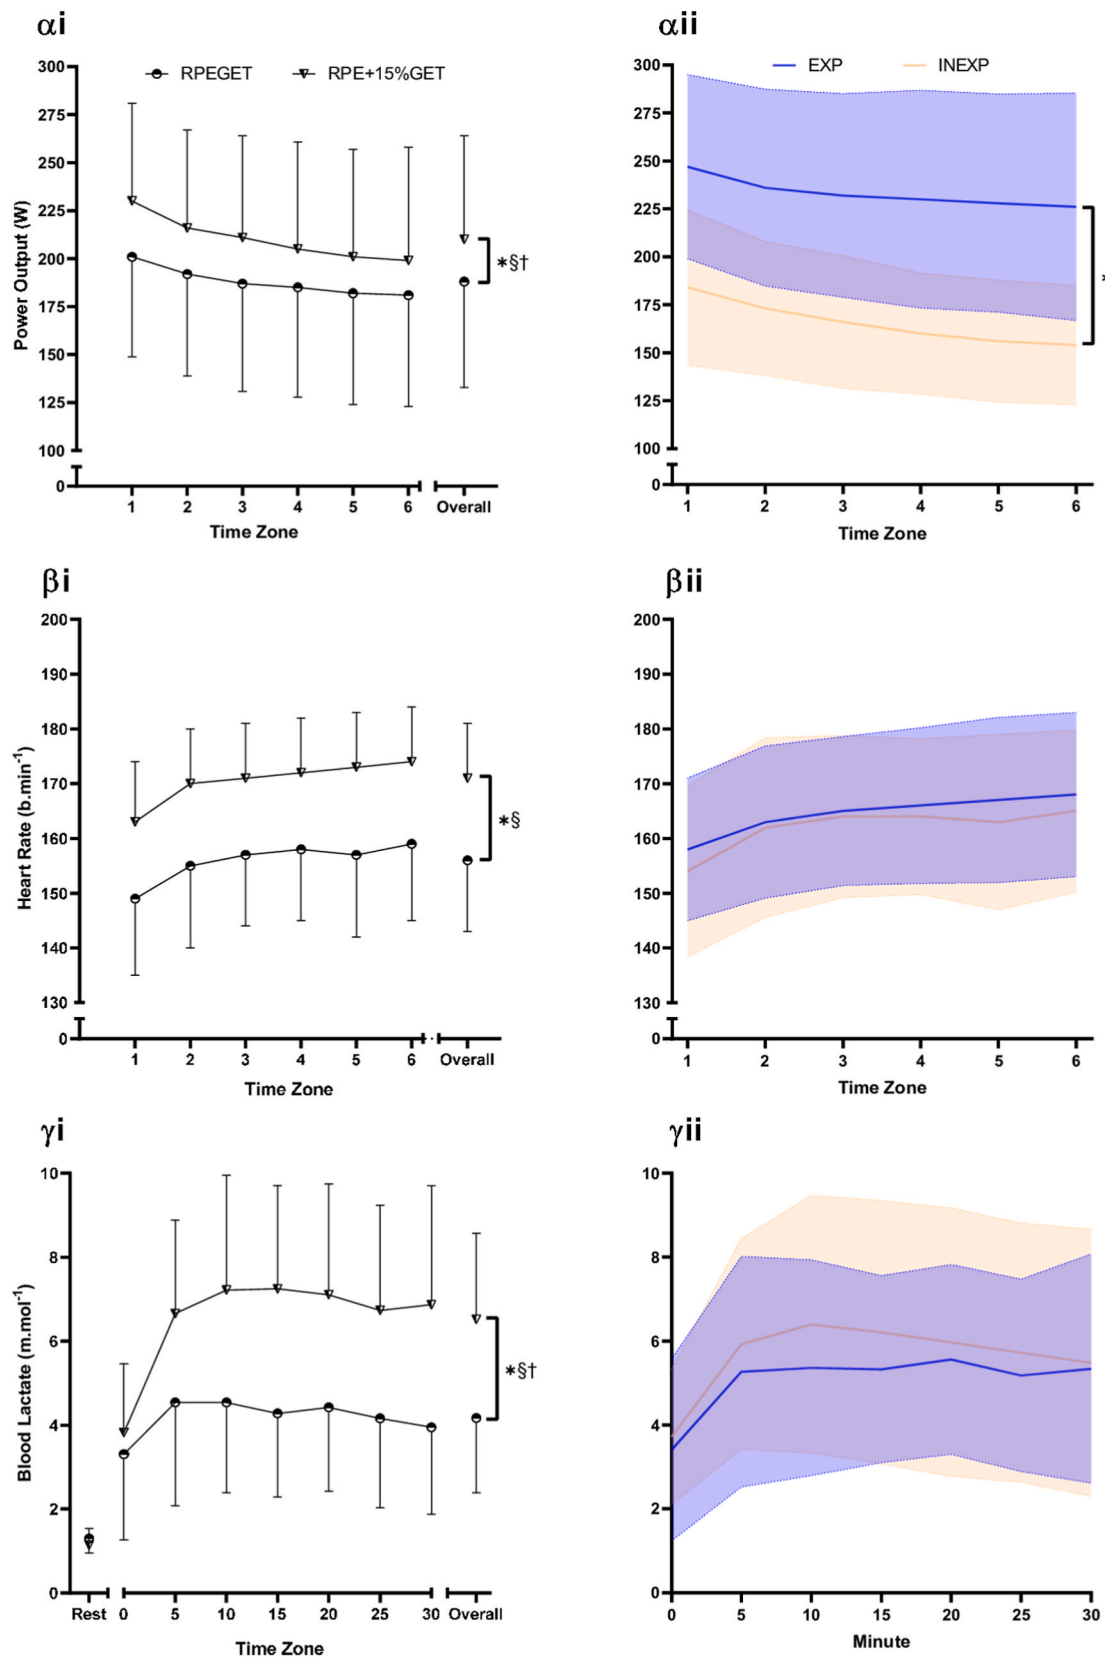 αi
RPEGET
RPE+15%GET
300
275
250
225
200
175
150
125
100
0
Power Output (W)
*§†
1 2 3 4 5 6 Overall
Time Zone
αii
EXP
INEXP
300
275
250
225
200
175
150
125
100
0
1 2 3 4 5 6
Time Zone
βi
200
190
180
170
160
150
140
130
0
Heart Rate (b.min-1)
*§
1 2 3 4 5 6 Overall
Time Zone
βii
200
190
180
170
160
150
140
130
0
1 2 3 4 5 6
Time Zone
γi
10
8
6
4
2
0
Blood Lactate (m.mol-1)
*§†
Rest 0 5 10 15 20 25 30 Overall
Time Zone
γii
10
8
6
4
2
0
0 5 10 15 20 25 30
Minute